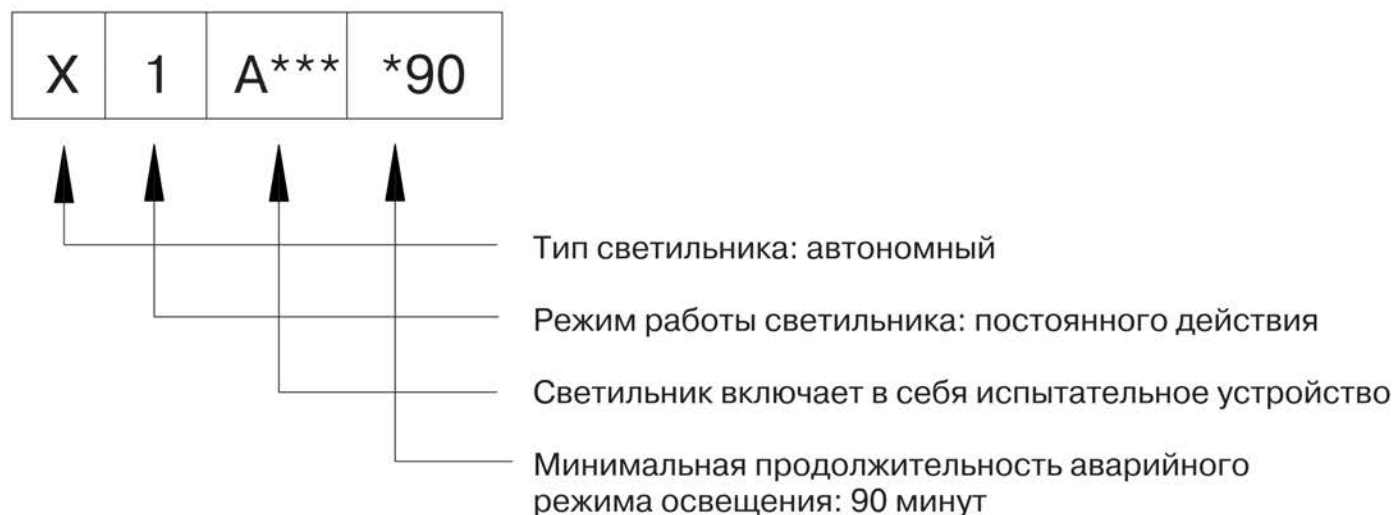 X 1 A*** *90
Тип светильника: автономный
Режим работы светильника: постоянного действия
Светильник включает в себя испытательное устройство
Минимальная продолжительность аварийного
режима освещения: 90 минут